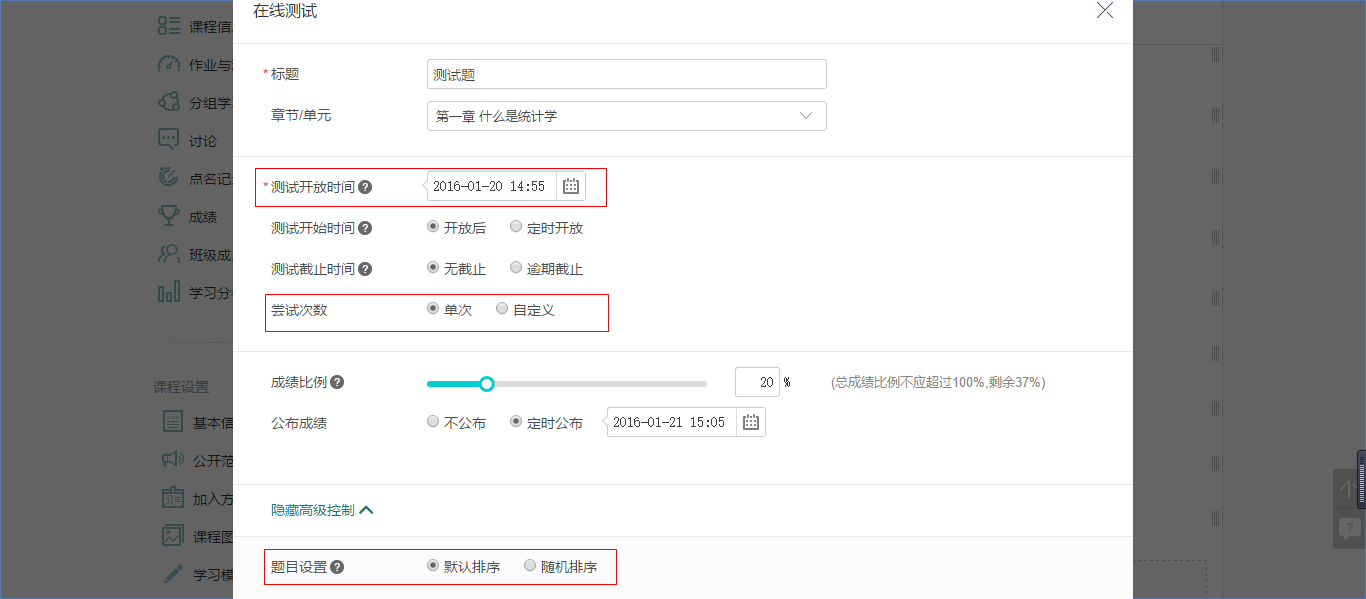 在线测试
* 标题 测试题
章节/单元 第一章 什么是统计学
* 测试开放时间 ? 2016-01-20 14:55
测试开始时间 ? 开放后 定时开放
测试截止时间 ? 无截止 逾期截止
尝试次数 单次 自定义
成绩比例 ? 20 % (总成绩比例不应超过100%,剩余37%)
公布成绩 不公布 定时公布 2016-01-21 15:05
隐藏高级控制
题目设置 ? 默认排序 随机排序
课程信
作业与
分组学
讨论
点名记
成绩
班级成
学习分
课程设置
基本信
公开范
加入方
课程图
学习模
?